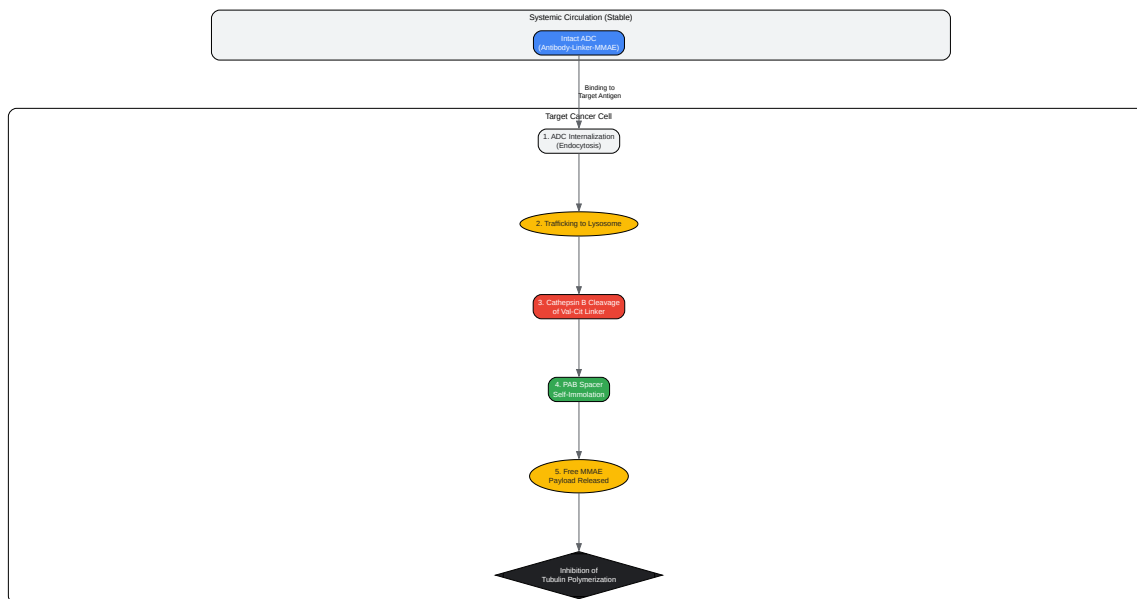 Systemic Circulation (Stable)
Intact ADC
(Antibody-Linker-MMAE)
Binding to
Target Antigen
Target Cancer Cell
1. ADC Internalization
(Endocytosis)
2. Trafficking to Lysosome
3. Cathepsin B Cleavage
of Val-Cit Linker
4. PAB Spacer
Self-Immolation
5. Free MMAE
Payload Released
Inhibition of
Tubulin Polymerization